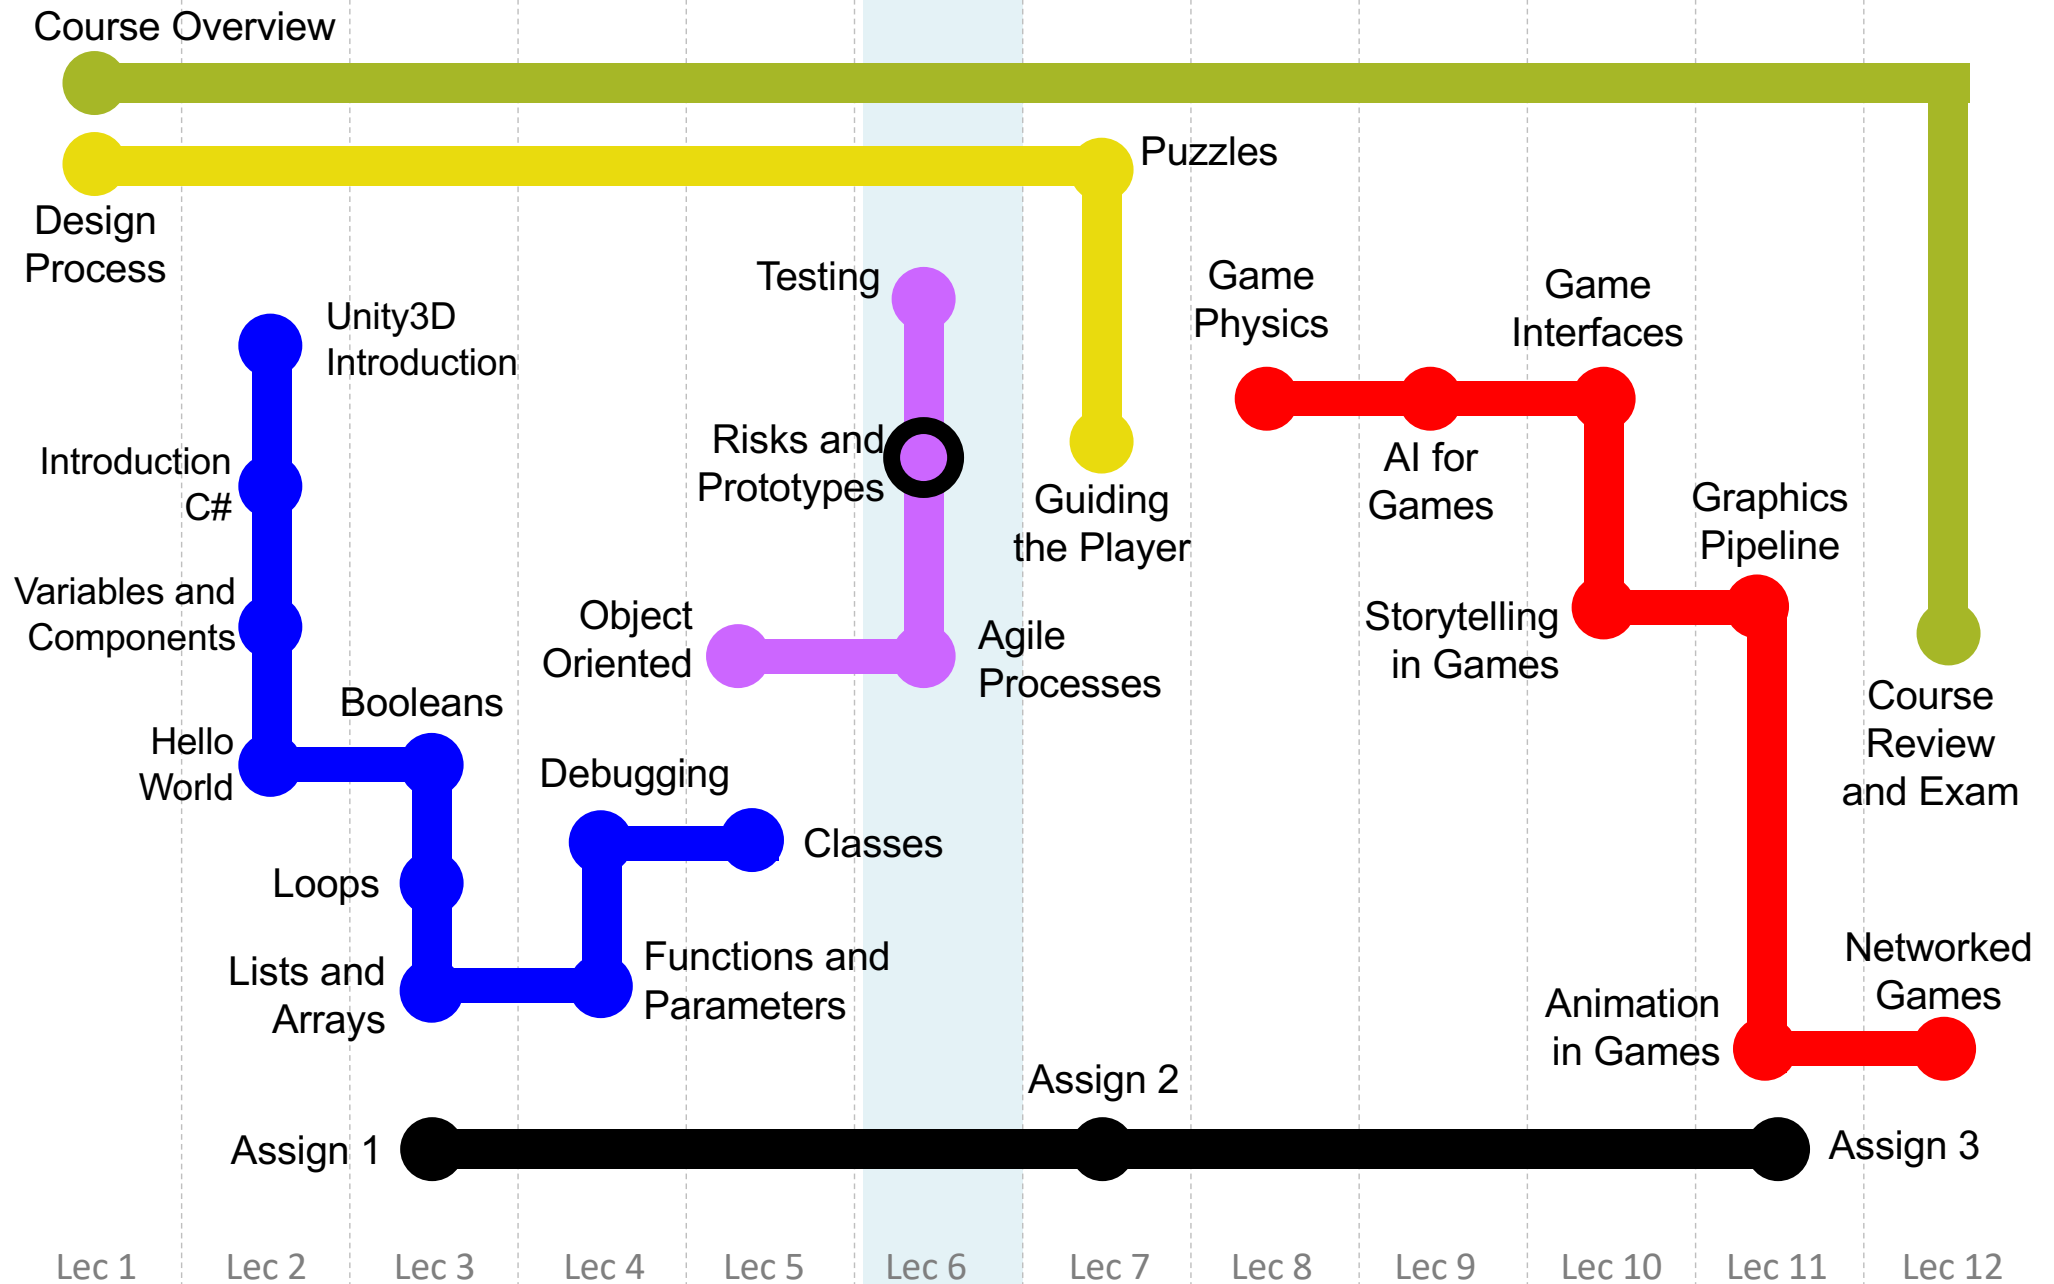 Course Overview
Puzzles
Design
Process
Testing
Game
Physics
Game
Interfaces
Unity3D
Introduction
Risks and
Prototypes
AI for
Games
Introduction
C#
Guiding
the Player
Graphics
Pipeline
Variables and
Components
Object
Oriented
Agile
Processes
Storytelling
in Games
Course
Review
and Exam
Booleans
Hello
World
Debugging
Classes
Loops
Lists and
Arrays
Functions and
Parameters
Networked
Games
Animation
in Games
Assign 2
Assign 1
Assign 3
Lec 1
Lec 2
Lec 3
Lec 4
Lec 5
Lec 6
Lec 7
Lec 8
Lec 9
Lec 10
Lec 11
Lec 12